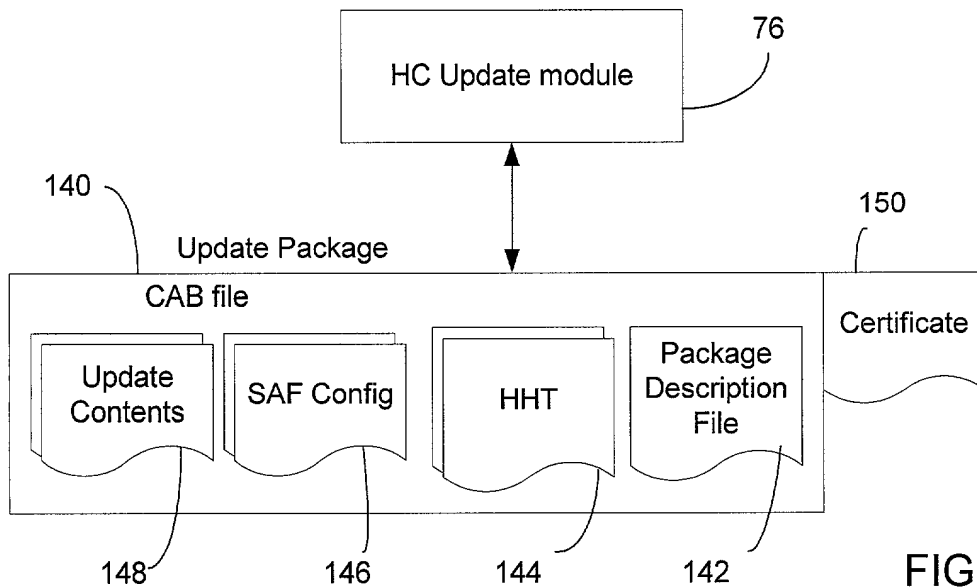 76
HC Update module
140
150
Update Package
CAB file
Certificate
Update
Contents
SAF Config
HHT
Package
Description
File
148
146
144
142
FIG